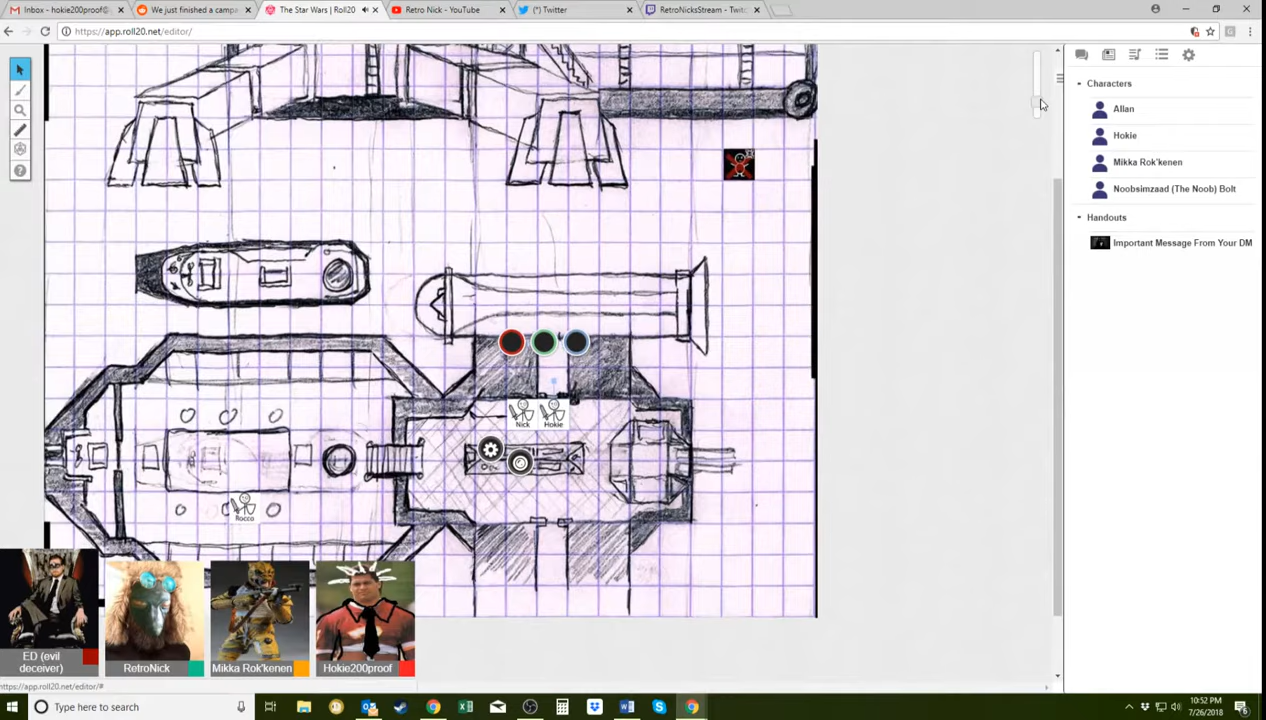 Inbox - hokie200proof@
We just finished a campa
The Star Wars | Roll20
Retro Nick - YouTube
(*) Twitter
RetroNicksStream - Twitc
https://app.roll20.net/editor/
Characters
Allan
Hokie
Mikka Rok'kenen
Noobsimzaad (The Noob) Bolt
Handouts
Important Message From Your DM
Nick
Hokie
Rocco
ED (evil deceiver)
RetroNick
Mikka Rok'kenen
Hokie200proof
https://app.roll20.net/editor/#
Type here to search
10:52 PM
7/26/2018